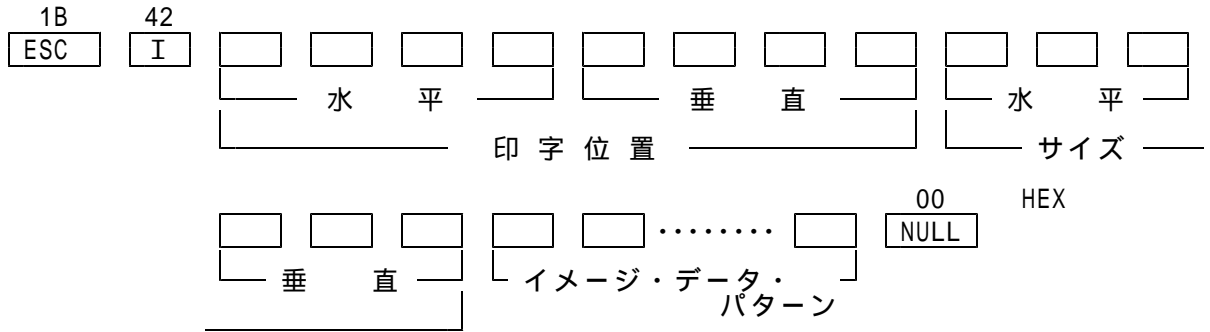 1B 42
ESC I
水 平 垂 直 水 平
印 字 位 置 サイズ
00 HEX
NULL
垂 直 イメージ・データ・
パターン